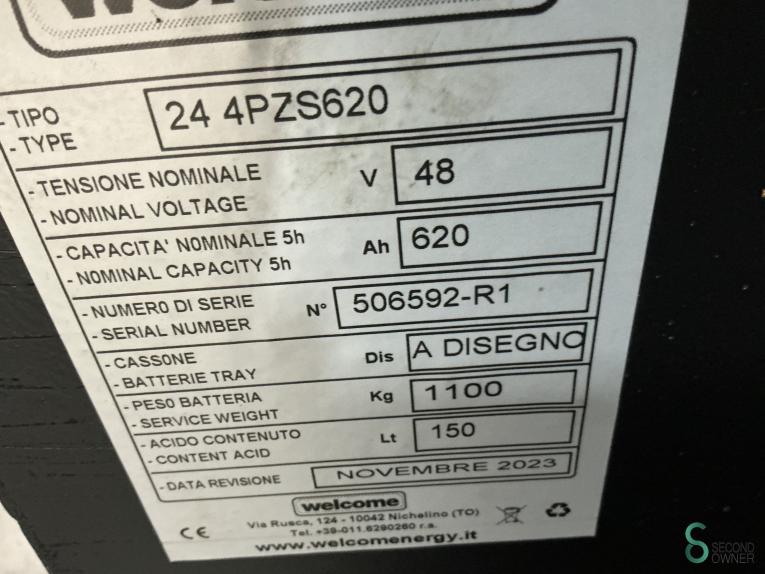 welcome
- TIPO
- TYPE
24 4PZS620
- TENSIONE NOMINALE
- NOMINAL VOLTAGE
V
48
- CAPACITA' NOMINALE 5h
- NOMINAL CAPACITY 5h
Ah
620
- NUMERO DI SERIE
- SERIAL NUMBER
N°
506592-R1
- CASSONE
- BATTERIE TRAY
Dis
A DISEGNO
- PESO BATTERIA
- SERVICE WEIGHT
Kg
1100
- ACIDO CONTENUTO
- CONTENT ACID
Lt
150
- DATA REVISIONE
NOVEMBRE 2023
welcome
CE
Via Rusca, 124 - 10042 Nichelino (TO)
Tel. +39-011.6290260 r.a.
www.welcomenergy.it
SECOND
OWNER